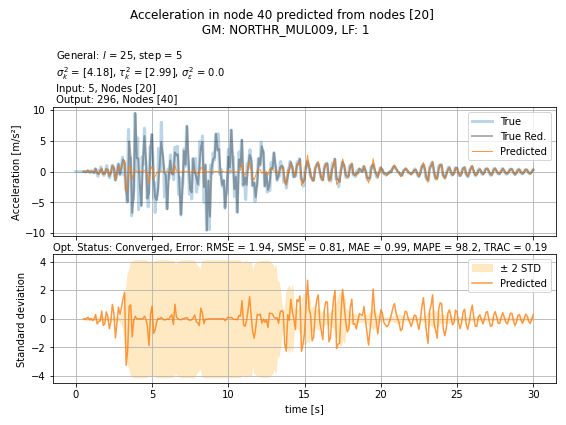 Acceleration in node 40 predicted from nodes [20]
GM: NORTHR_MUL009, LF: 1
General: l = 25, step = 5
σ²ₖ = [4.18], τ²ₖ = [2.99], σ²ε = 0.0
Input: 5, Nodes [20]
Output: 296, Nodes [40]
Acceleration [m/s²]
10
5
0
−5
−10
True
True Red.
Predicted
Opt. Status: Converged, Error: RMSE = 1.94, SMSE = 0.81, MAE = 0.99, MAPE = 98.2, TRAC = 0.19
Standard deviation
4
2
0
−2
−4
± 2 STD
Predicted
0 5 10 15 20 25 30
time [s]